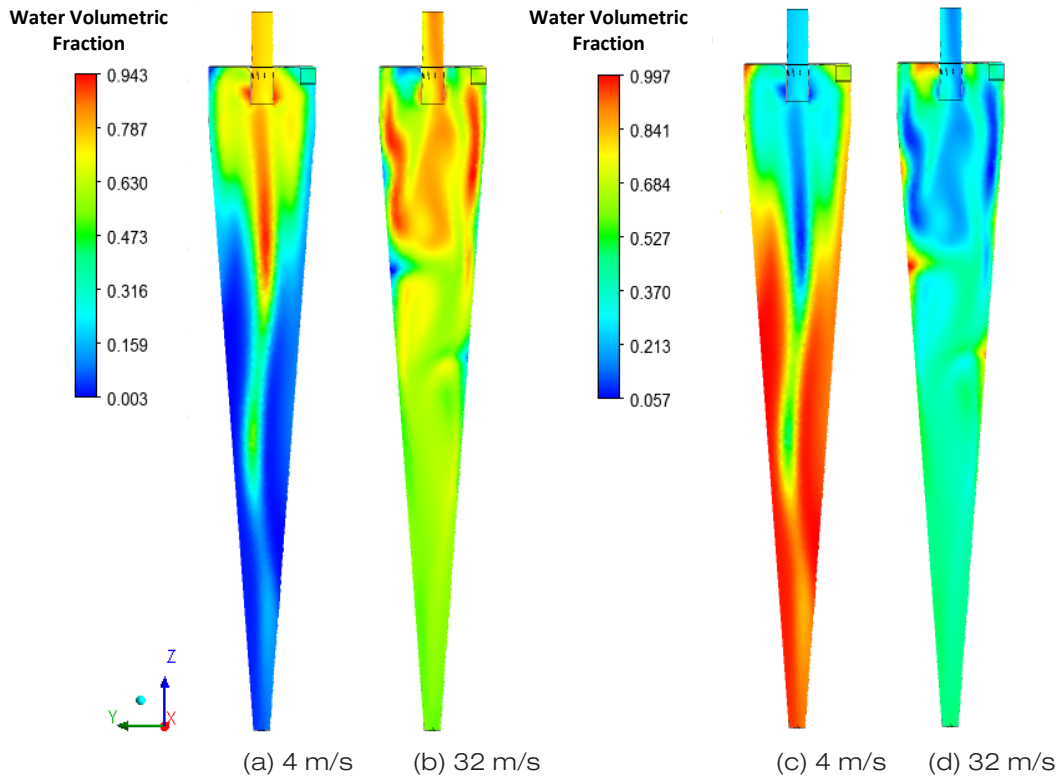 Water Volumetric
Fraction
0.943
0.787
0.630
0.473
0.316
0.159
0.003
Z
Y
X
(a) 4 m/s
(b) 32 m/s
Water Volumetric
Fraction
0.997
0.841
0.684
0.527
0.370
0.213
0.057
(c) 4 m/s
(d) 32 m/s